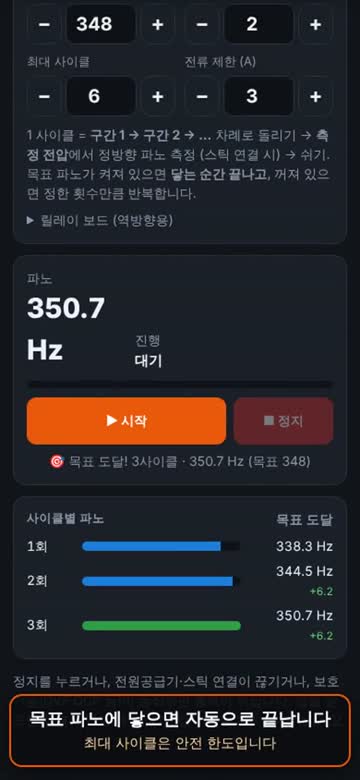 − 348 + − 2 +
최대 사이클 전류 제한 (A)
− 6 + − 3 +
1 사이클 = 구간 1 → 구간 2 → … 차례로 돌리기 → 측
정 전압에서 정방향 파노 측정 (스틱 연결 시) → 쉬기.
목표 파노가 켜져 있으면 닿는 순간 끝나고, 꺼져 있으
면 정한 횟수만큼 반복합니다.
▶ 릴레이 보드 (역방향용)
파노
350.7
Hz
진행
대기
▶ 시작
■ 정지
🎯 목표 도달! 3사이클 · 350.7 Hz (목표 348)
사이클별 파노 목표 도달
1회 338.3 Hz
2회 344.5 Hz
+6.2
3회 350.7 Hz
+6.2
정지를 누르거나, 전원공급기·스틱 연결이 끊기거나, 보호
목표 파노에 닿으면 자동으로 끝납니다
최대 사이클은 안전 한도입니다